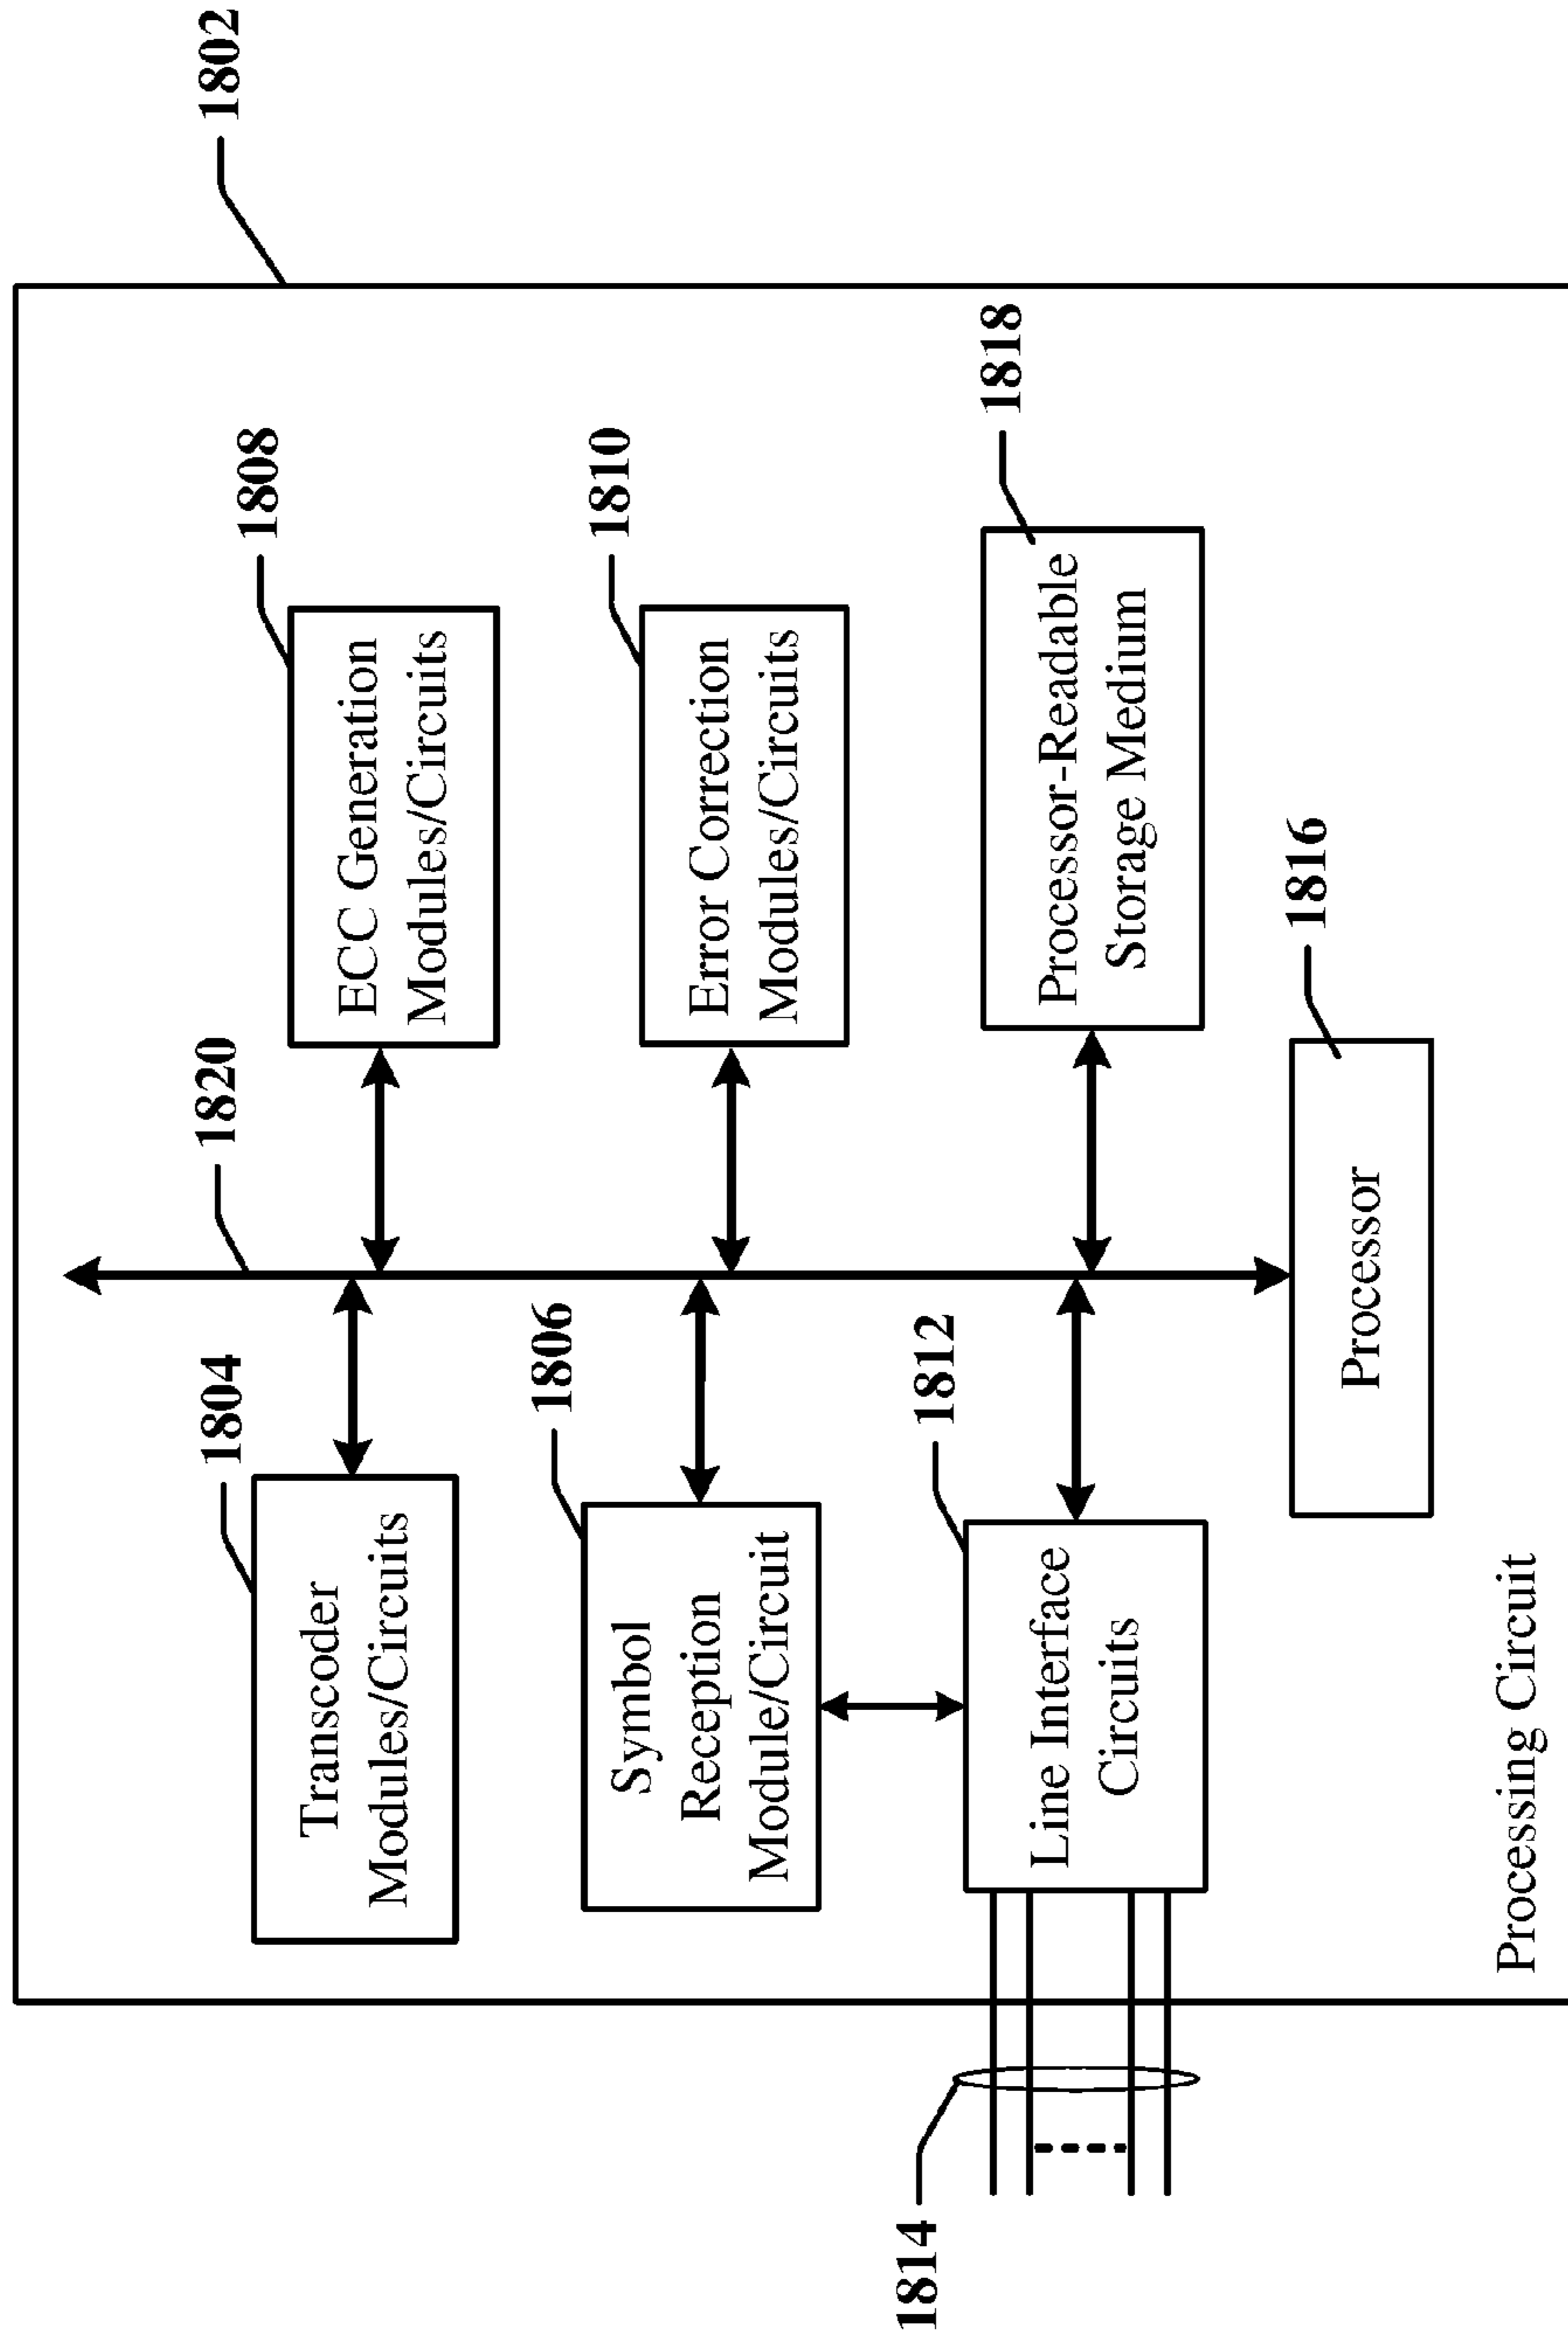 1802
1820
1804
Transcoder
Modules/Circuits
1808
ECC Generation
Modules/Circuits
1806
Symbol
Reception
Module/Circuit
1810
Error Correction
Modules/Circuits
1812
Line Interface
Circuits
1814
1818
Processor-Readable
Storage Medium
1816
Processor
Processing Circuit